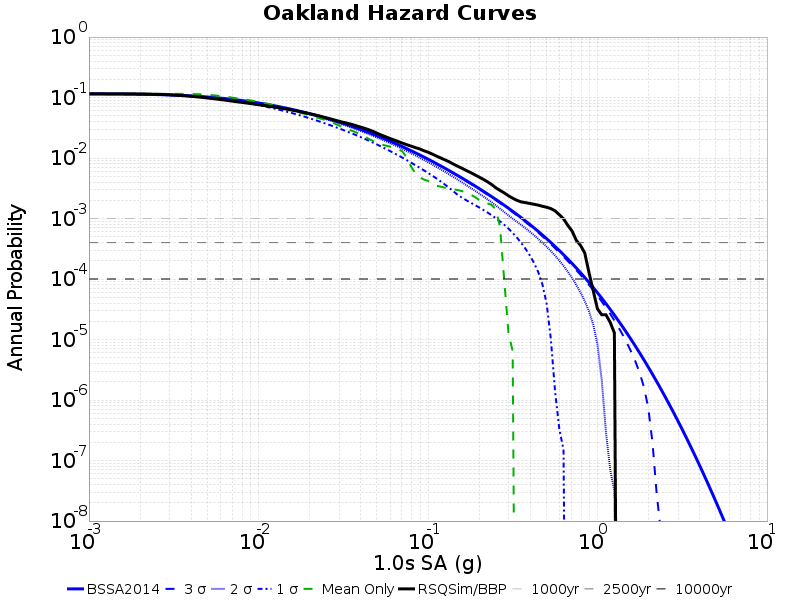 Oakland Hazard Curves
10^0
10^-1
10^-2
10^-3
10^-4
10^-5
10^-6
10^-7
10^-8
Annual Probability
10^-3 10^-2 10^-1 10^0 10^1
1.0s SA (g)
BSSA2014 3 σ 2 σ 1 σ Mean Only RSQSim/BBP 1000yr 2500yr 10000yr